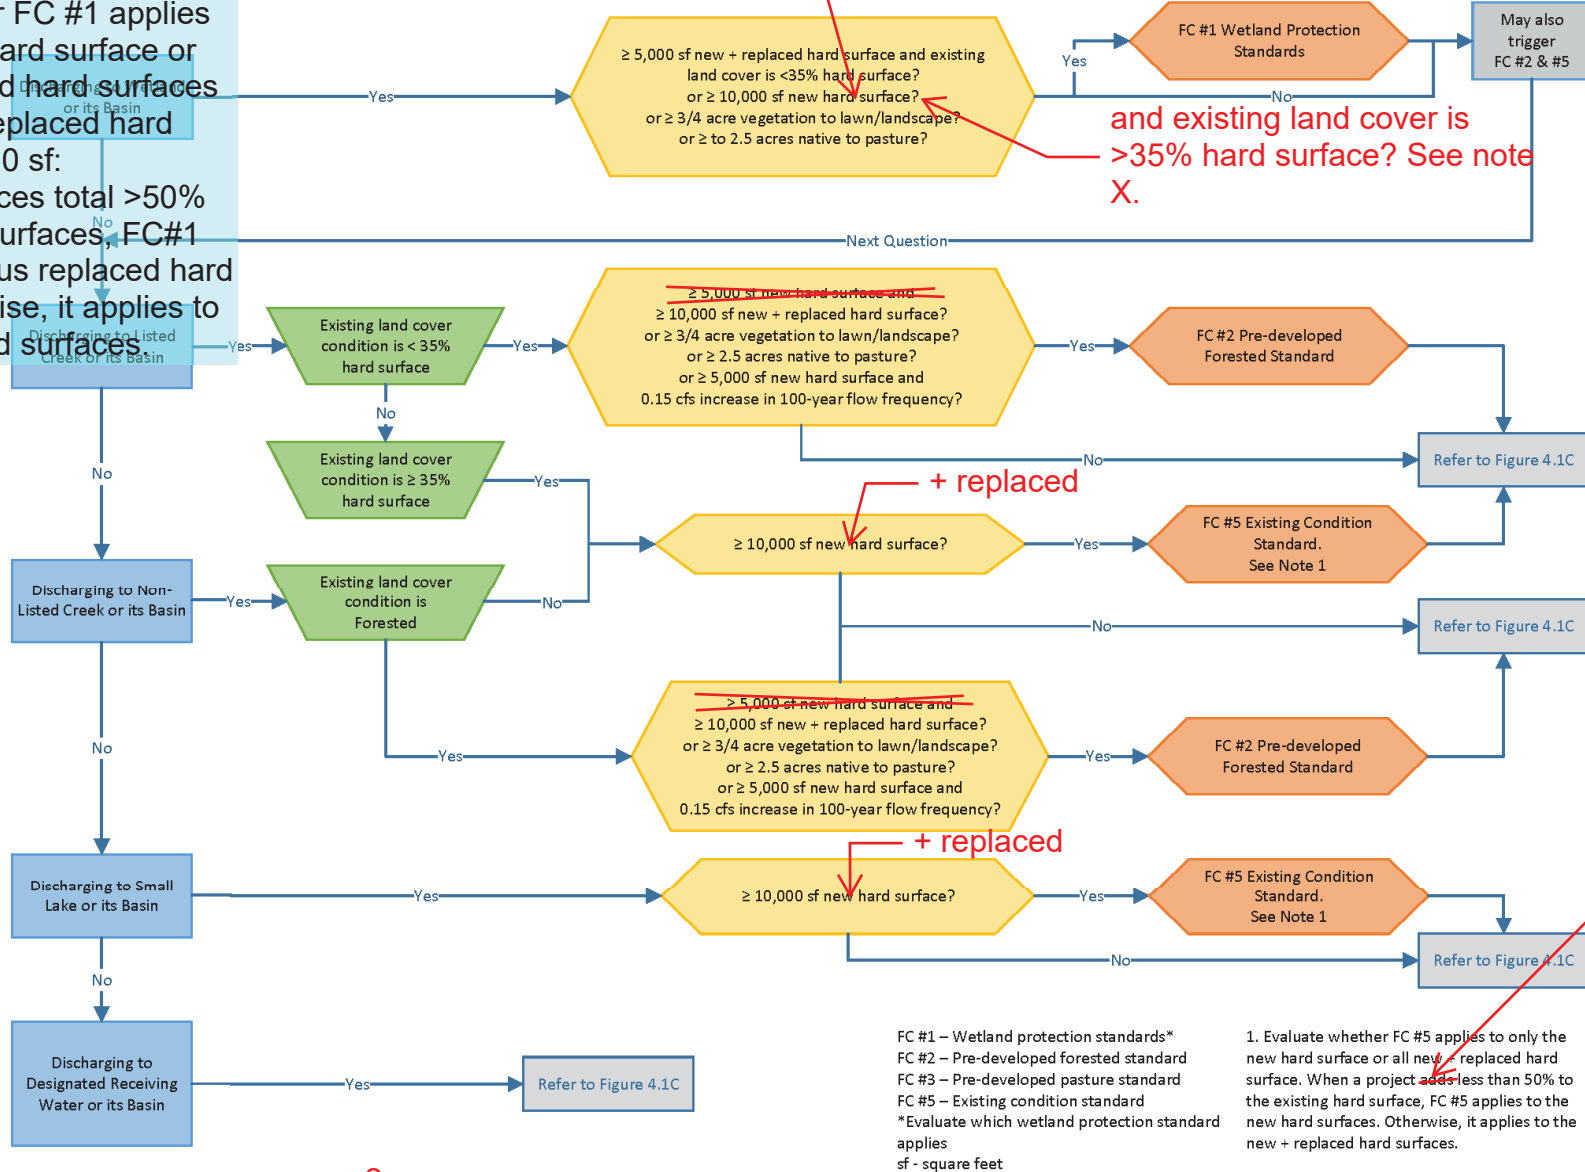 r FC #1 applies
ard surface or
d hard surfaces
eplaced hard
0 sf:
ces total >50%
urfaces, FC#1
us replaced hard
ise, it applies to
d surfaces.
Discharging to Wetland
or its Basin
Yes
≥ 5,000 sf new + replaced hard surface and existing
land cover is <35% hard surface?
or ≥ 10,000 sf new hard surface?
or ≥ 3/4 acre vegetation to lawn/landscape?
or ≥ to 2.5 acres native to pasture?
Yes
FC #1 Wetland Protection
Standards
No
May also
trigger
FC #2 & #5
and existing land cover is
>35% hard surface? See note
X.
No
Next Question
Discharging to Listed
Creek or its Basin
Yes
Existing land cover
condition is < 35%
hard surface
Yes
≥ 5,000 sf new hard surface and
≥ 10,000 sf new + replaced hard surface?
or ≥ 3/4 acre vegetation to lawn/landscape?
or ≥ 2.5 acres native to pasture?
or ≥ 5,000 sf new hard surface and
0.15 cfs increase in 100-year flow frequency?
Yes
FC #2 Pre-developed
Forested Standard
No
No
Refer to Figure 4.1C
No
Existing land cover
condition is ≥ 35%
hard surface
Yes
+ replaced
≥ 10,000 sf new hard surface?
Yes
FC #5 Existing Condition
Standard.
See Note 1
Discharging to Non-
Listed Creek or its Basin
Yes
Existing land cover
condition is
Forested
No
No
Refer to Figure 4.1C
No
Yes
≥ 5,000 sf new hard surface and
≥ 10,000 sf new + replaced hard surface?
or ≥ 3/4 acre vegetation to lawn/landscape?
or ≥ 2.5 acres native to pasture?
or ≥ 5,000 sf new hard surface and
0.15 cfs increase in 100-year flow frequency?
Yes
FC #2 Pre-developed
Forested Standard
+ replaced
Discharging to Small
Lake or its Basin
Yes
≥ 10,000 sf new hard surface?
Yes
FC #5 Existing Condition
Standard.
See Note 1
No
Refer to Figure 4.1C
No
Discharging to
Designated Receiving
Water or its Basin
Yes
Refer to Figure 4.1C
FC #1 – Wetland protection standards*
FC #2 – Pre-developed forested standard
FC #3 – Pre-developed pasture standard
FC #5 – Existing condition standard
*Evaluate which wetland protection standard
applies
sf - square feet
1. Evaluate whether FC #5 applies to only the
new hard surface or all new + replaced hard
surface. When a project adds less than 50% to
the existing hard surface, FC #5 applies to the
new hard surfaces. Otherwise, it applies to the
new + replaced hard surfaces.